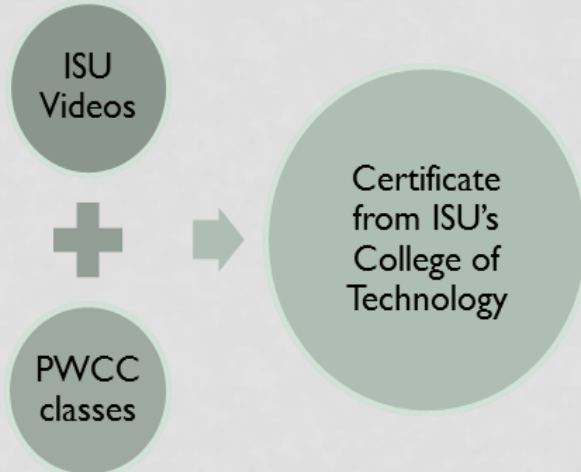 ISU
Videos
PWCC
classes
Certificate
from ISU's
College of
Technology